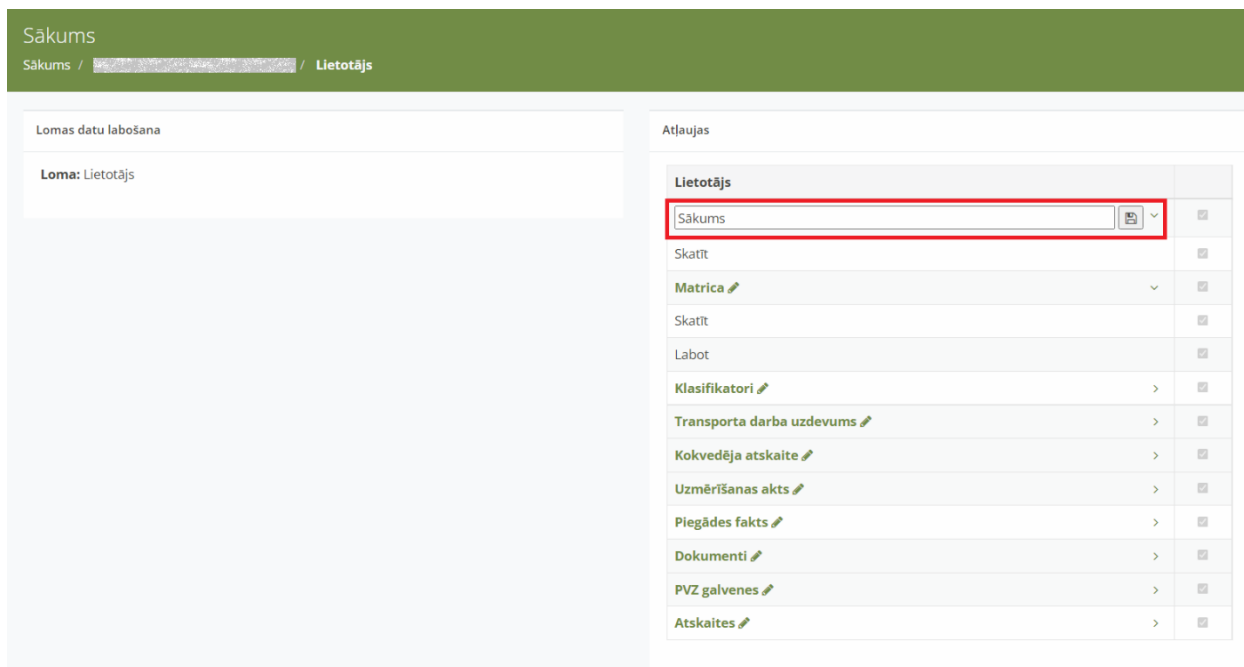 Sākums
Sākums / / Lietotājs
Lomas datu labošana
Loma: Lietotājs
Atļaujas
Lietotājs
Sākums
Skatīt
Matrica
Skatīt
Labot
Klasifikatori
Transporta darba uzdevums
Kokvedēja atskaite
Uzmērīšanas akts
Piegādes fakts
Dokumenti
PVZ galvenes
Atskaites